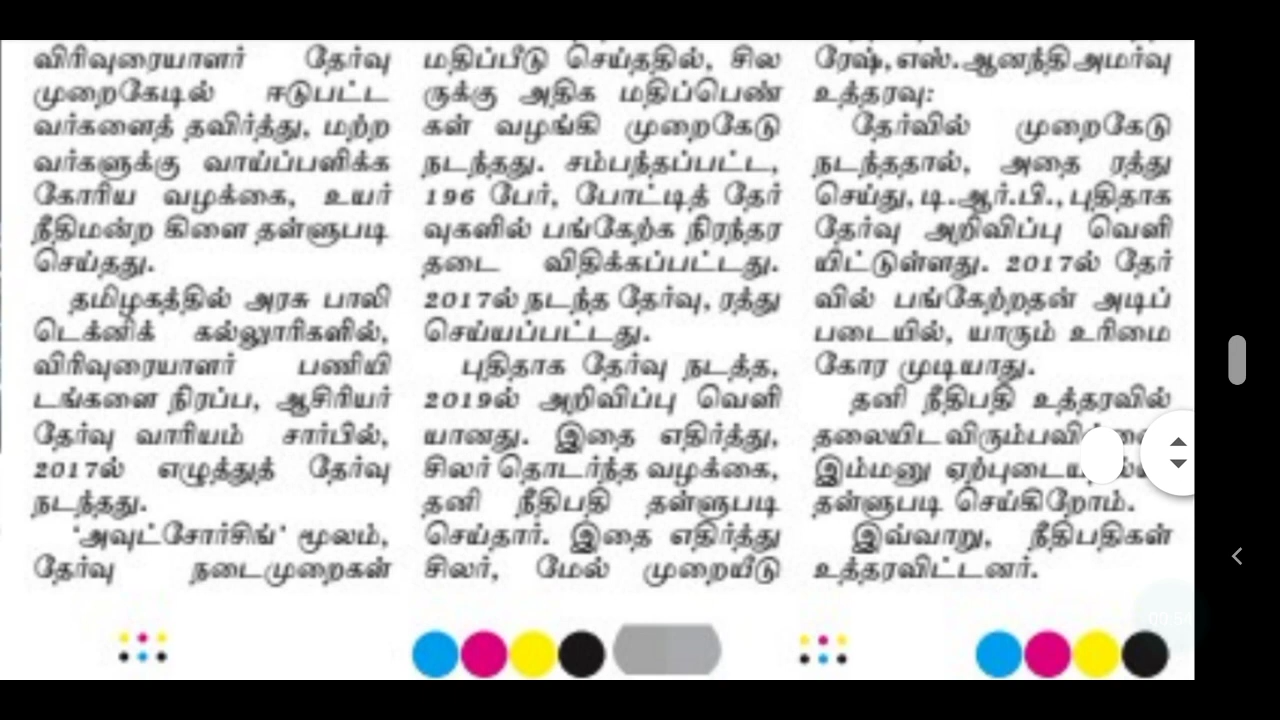 விரிவுரையாளர் தேர்வு
முறைகேடில் ஈடுபட்ட
வர்களைத் தவிர்த்து, மற்ற
வர்களுக்கு வாய்ப்பளிக்க
கோரிய வழக்கை, உயர்
நீதிமன்ற கிளை தள்ளுபடி
செய்தது.
தமிழகத்தில் அரசு பாலி
டெக்னிக் கல்லுாரிகளில்,
விரிவுரையாளர் பணியி
டங்களை நிரப்ப, ஆசிரியர்
தேர்வு வாரியம் சார்பில்,
2017ல் எழுத்துத் தேர்வு
நடந்தது.
'அவுட்சோர்சிங்' மூலம்,
தேர்வு நடைமுறைகள்
மதிப்பீடு செய்ததில், சில
ருக்கு அதிக மதிப்பெண்
கள் வழங்கி முறைகேடு
நடந்தது. சம்பந்தப்பட்ட,
196 பேர், போட்டித் தேர்
வுகளில் பங்கேற்க நிரந்தர
தடை விதிக்கப்பட்டது.
2017ல் நடந்த தேர்வு, ரத்து
செய்யப்பட்டது.
புதிதாக தேர்வு நடத்த,
2019ல் அறிவிப்பு வெளி
யானது. இதை எதிர்த்து,
சிலர் தொடர்ந்த வழக்கை,
தனி நீதிபதி தள்ளுபடி
செய்தார். இதை எதிர்த்து
சிலர், மேல் முறையீடு
ரேஷ், எஸ்.ஆனந்தி அமர்வு
உத்தரவு:
தேர்வில் முறைகேடு
நடந்ததால், அதை ரத்து
செய்து, டி.ஆர்.பி., புதிதாக
தேர்வு அறிவிப்பு வெளி
யிட்டுள்ளது. 2017ல் தேர்
வில் பங்கேற்றதன் அடிப்
படையில், யாரும் உரிமை
கோர முடியாது.
தனி நீதிபதி உத்தரவில்
தலையிட
இம்மனு
தள்ளுபடி செய்கிறோம்.
இவ்வாறு, நீதிபதிகள்
உத்தரவிட்டனர்.